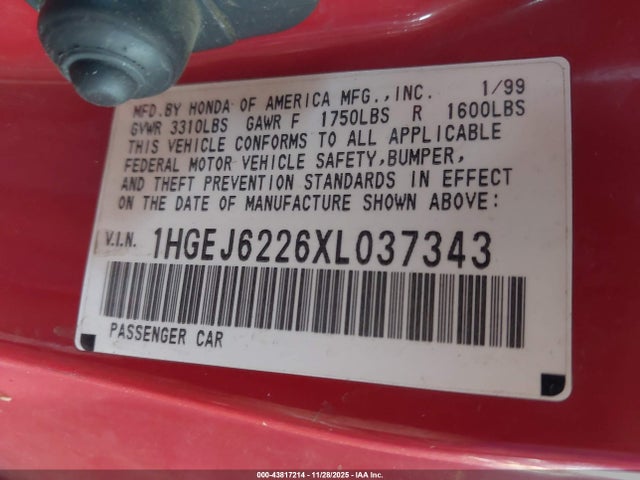 MFD.BY HONDA OF AMERICA MFG.,INC. 1/99
GVWR 3310LBS GAWR F 1750LBS R 1600LBS
THIS VEHICLE CONFORMS TO ALL APPLICABLE
FEDERAL MOTOR VEHICLE SAFETY,BUMPER,
AND THEFT PREVENTION STANDARDS IN EFFECT
ON THE DATE OF MANUFACTURE SHOWN ABOVE:
V.I.N. 1HGEJ6226XL037343
PASSENGER CAR
000-43817214 - 11/28/2025 - IAA Inc.